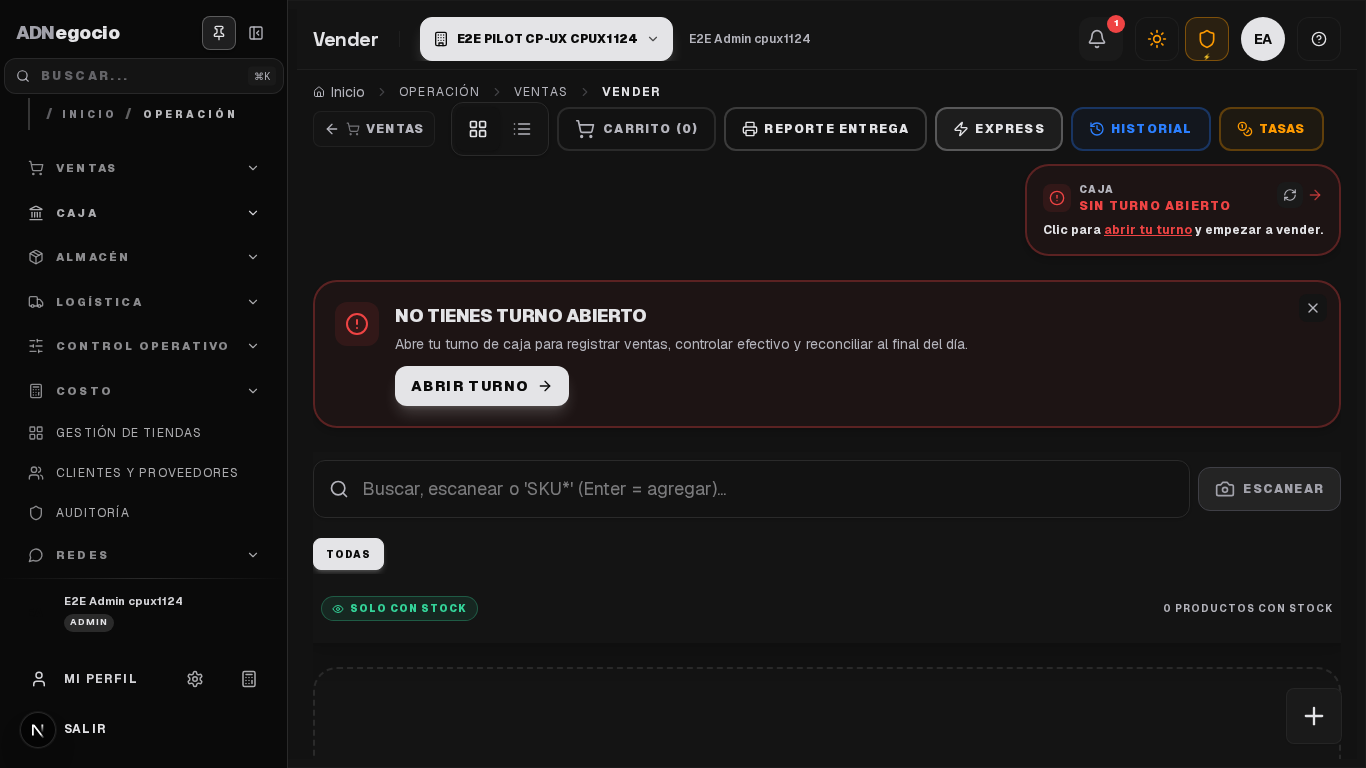 ADNegocio
BUSCAR...
⌘K
/ INICIO / OPERACIÓN
VENTAS
CAJA
ALMACÉN
LOGÍSTICA
CONTROL OPERATIVO
COSTO
GESTIÓN DE TIENDAS
CLIENTES Y PROVEEDORES
AUDITORÍA
REDES
E2E Admin cpux1124
ADMIN
MI PERFIL
N
SALIR
Vender
E2E PILOT CP-UX CPUX1124
E2E Admin cpux1124
1
EA
Inicio > OPERACIÓN > VENTAS > VENDER
VENTAS
CARRITO (0)
REPORTE ENTREGA
EXPRESS
HISTORIAL
TASAS
CAJA
SIN TURNO ABIERTO
Clic para abrir tu turno y empezar a vender.
NO TIENES TURNO ABIERTO
Abre tu turno de caja para registrar ventas, controlar efectivo y reconciliar al final del día.
ABRIR TURNO
Buscar, escanear o 'SKU*' (Enter = agregar)...
ESCANEAR
TODAS
SOLO CON STOCK
0 PRODUCTOS CON STOCK